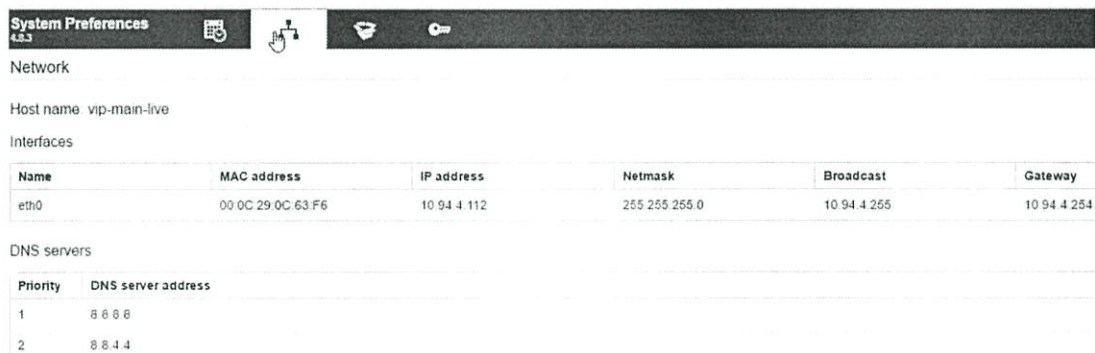 System Preferences
4.8.3
Network
Host name: vip-main-live
Interfaces
Name MAC address IP address Netmask Broadcast Gateway
eth0 00:0C:29:0C:63:F6 10.94.4.112 255.255.255.0 10.94.4.255 10.94.4.254
DNS servers
Priority DNS server address
1 8.8.8.8
2 8.8.4.4